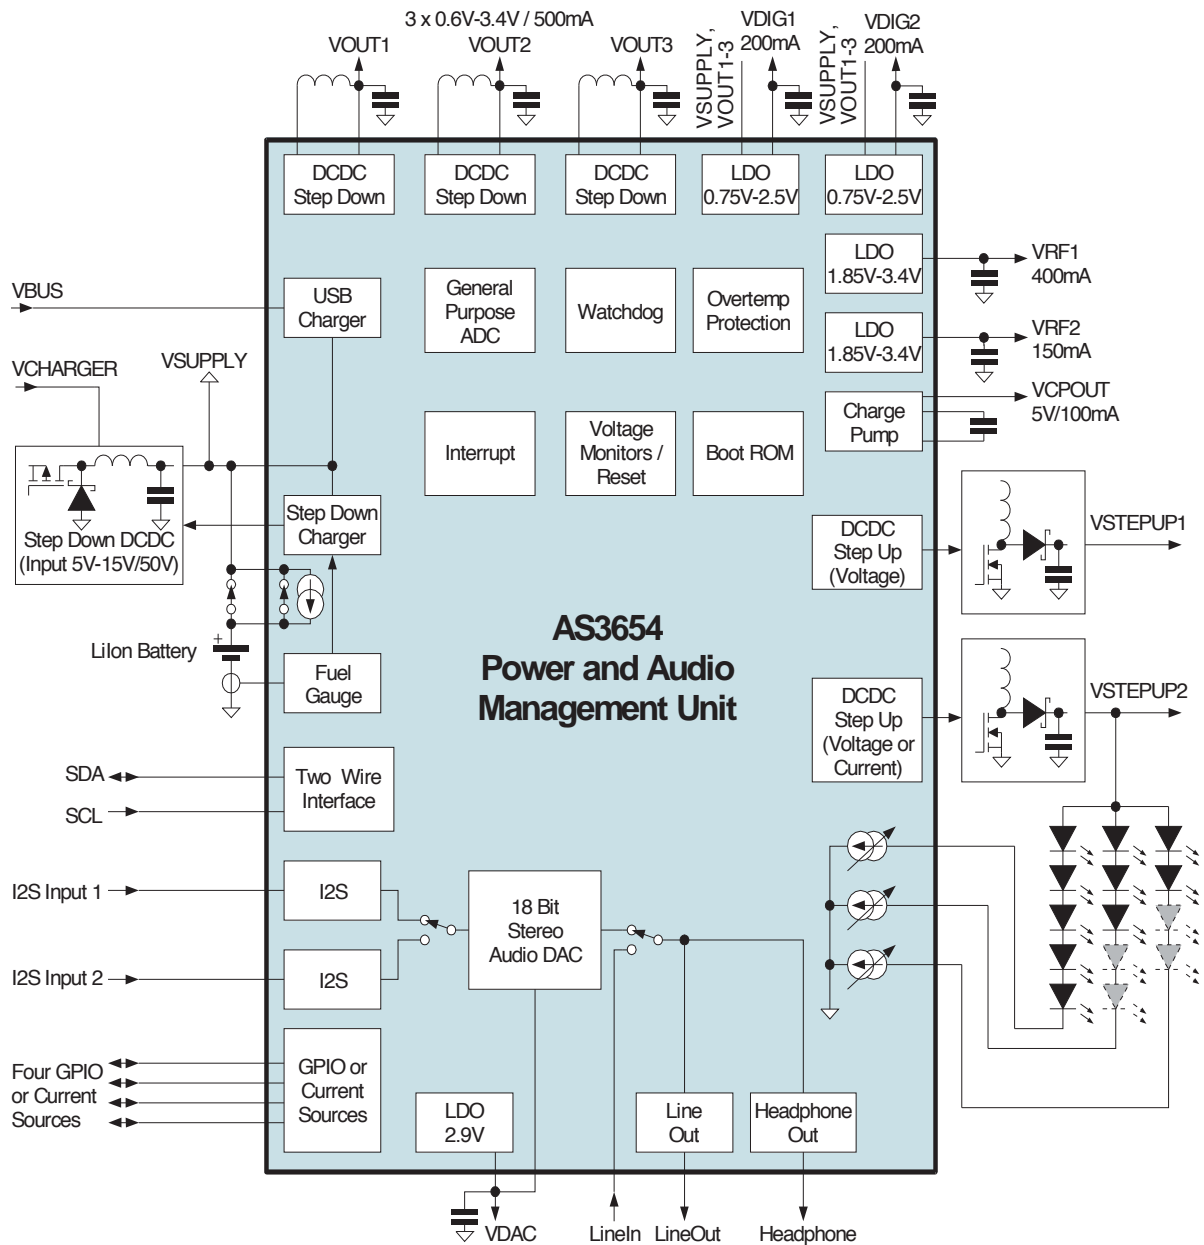 3 x 0.6V-3.4V / 500mA
VOUT1
VOUT2
VOUT3
VSUPPLY,
VOUT1-3
VDIG1
200mA
VSUPPLY,
VOUT1-3
VDIG2
200mA
DCDC
Step Down
DCDC
Step Down
DCDC
Step Down
LDO
0.75V-2.5V
LDO
0.75V-2.5V
LDO
1.85V-3.4V
VRF1
400mA
VBUS
USB
Charger
General
Purpose
ADC
Watchdog
Overtemp
Protection
LDO
1.85V-3.4V
VRF2
150mA
VCHARGER
VSUPPLY
Charge
Pump
VCPOUT
5V/100mA
Interrupt
Voltage
Monitors /
Reset
Boot ROM
Step Down DCDC
(Input 5V-15V/50V)
Step Down
Charger
DCDC
Step Up
(Voltage)
VSTEPUP1
AS3654
Power and Audio
Management Unit
+
LiIon Battery
Fuel
Gauge
DCDC
Step Up
(Voltage or
Current)
VSTEPUP2
SDA
SCL
Two Wire
Interface
I2S Input 1
I2S
18 Bit
Stereo
Audio DAC
I2S Input 2
I2S
Four GPIO
or Current
Sources
GPIO or
Current
Sources
LDO
2.9V
Line
Out
Headphone
Out
VDAC
LineIn
LineOut
Headphone